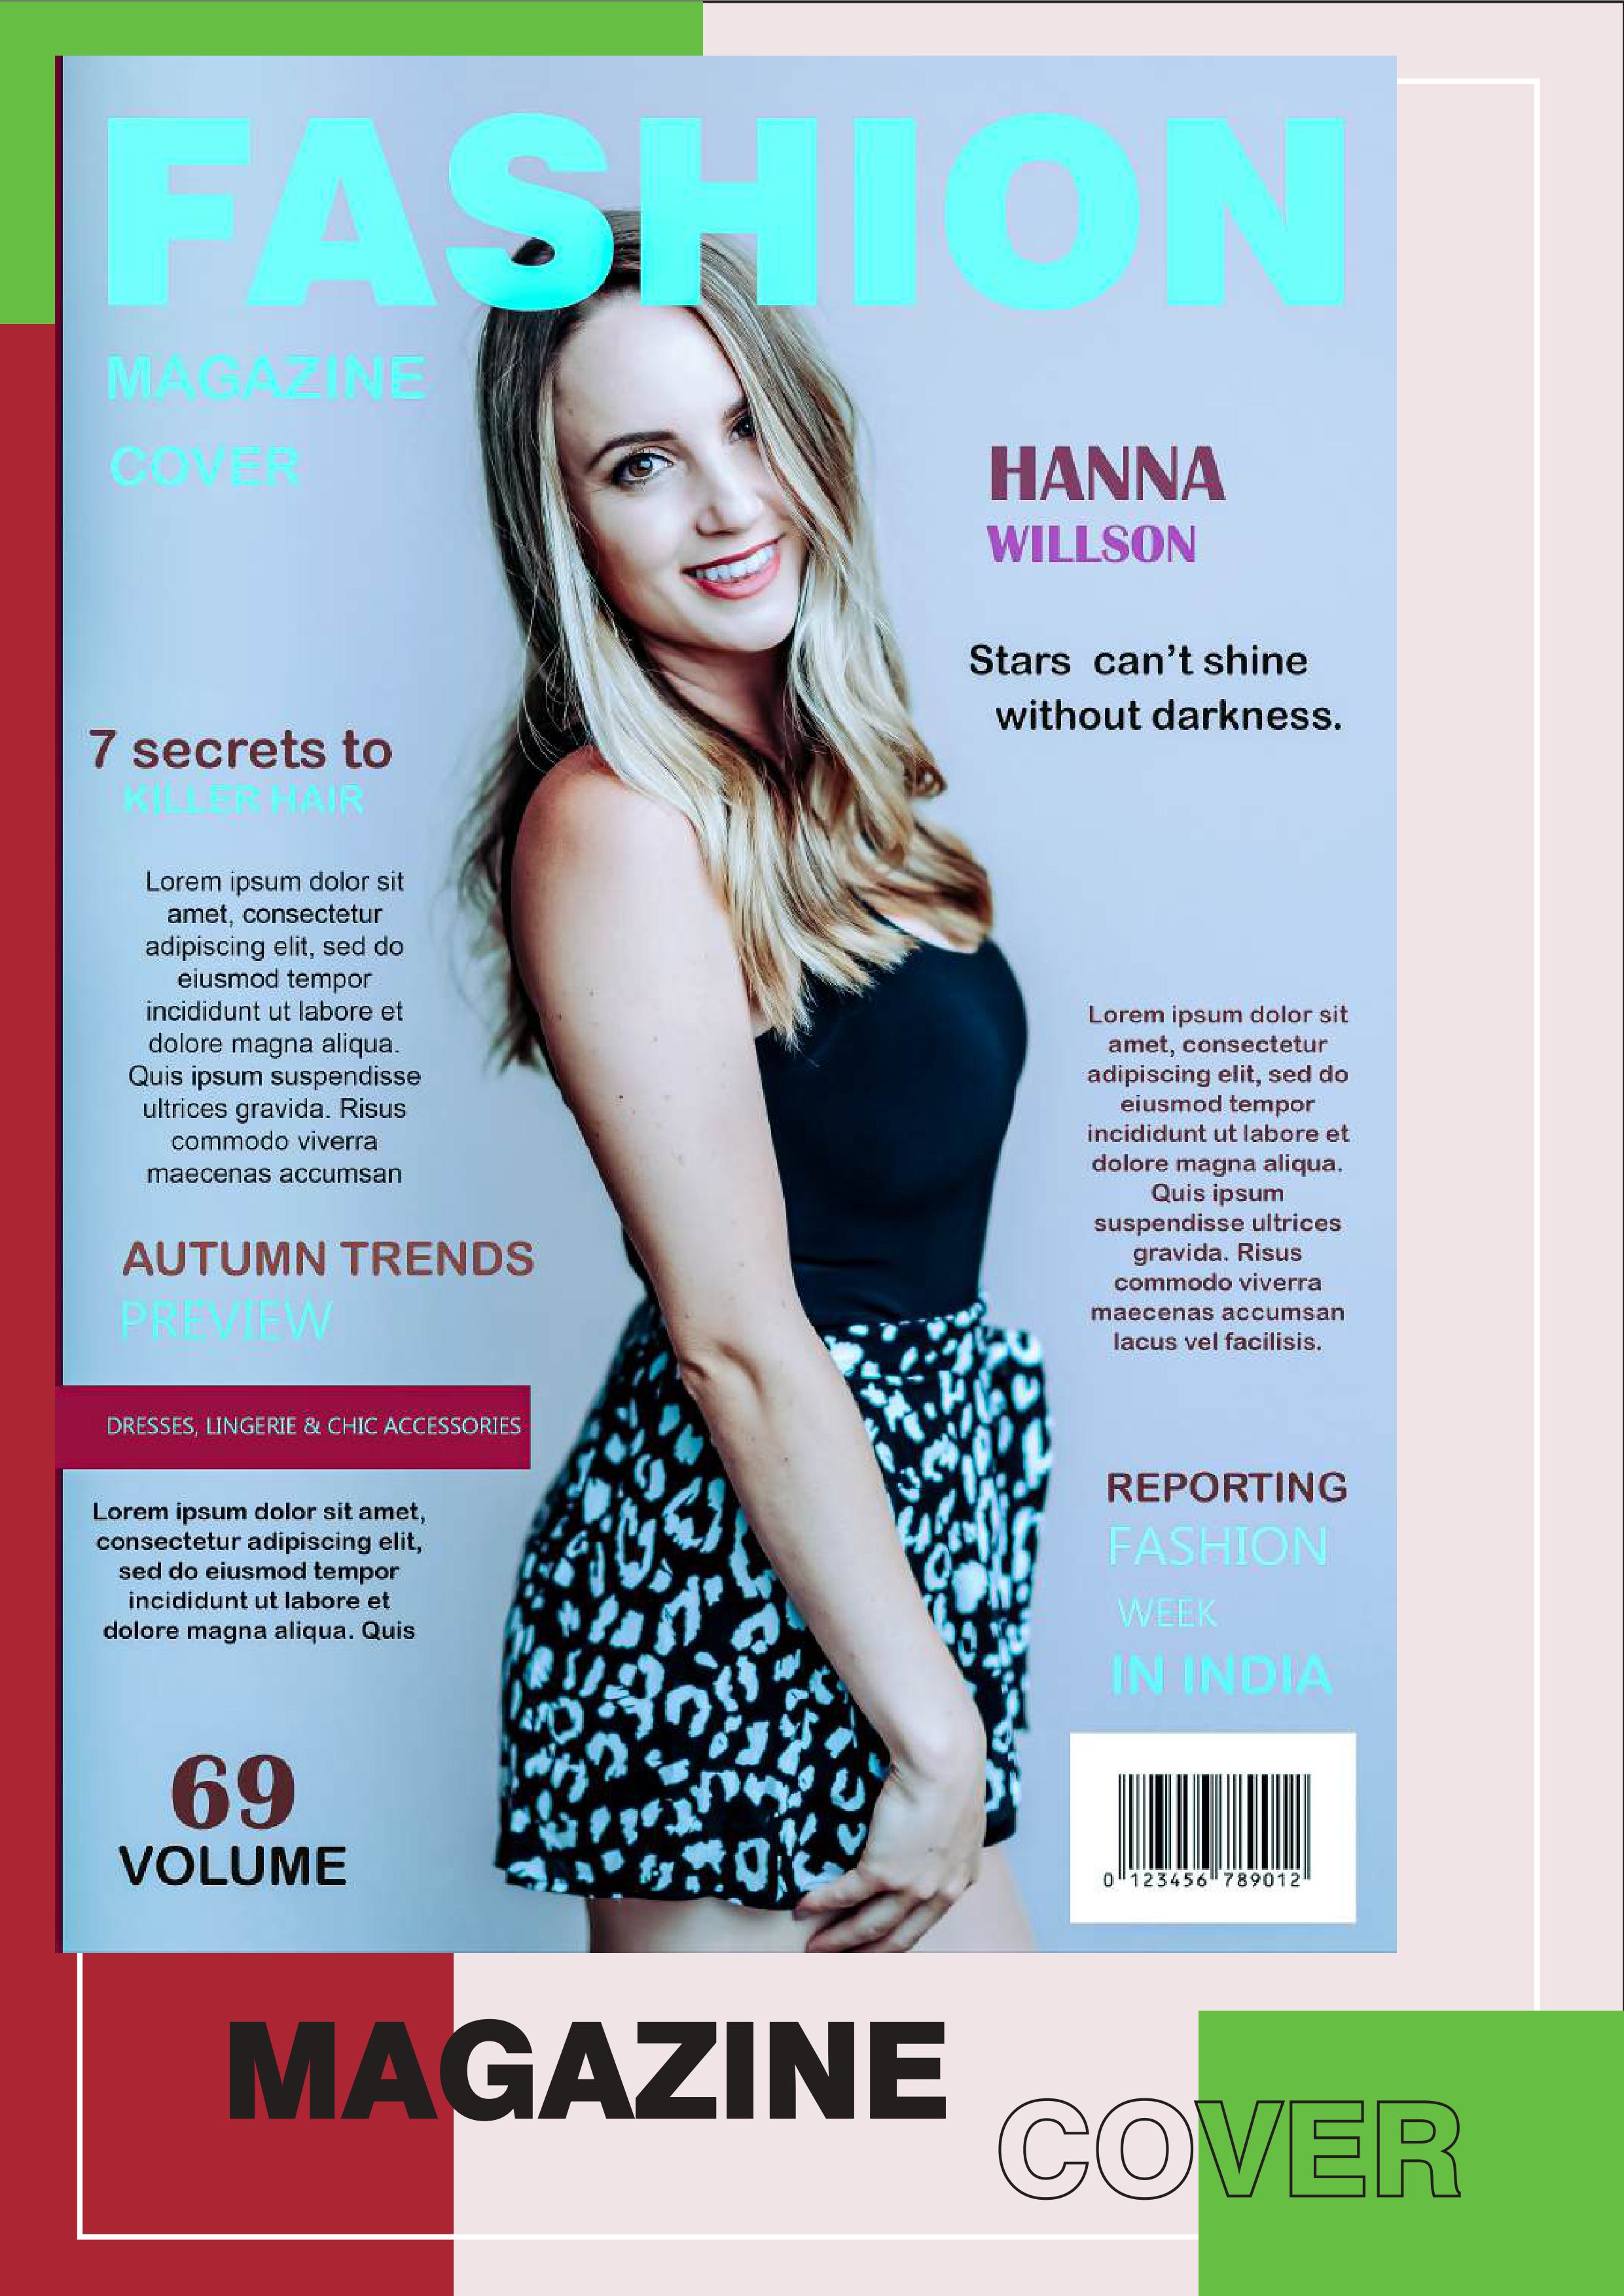 FASHION
MAGAZINE
COVER
HANNA
WILLSON
Stars can’t shine
without darkness.
7 secrets to
KILLER HAIR
Lorem ipsum dolor sit
amet, consectetur
adipiscing elit, sed do
eiusmod tempor
incididunt ut labore et
dolore magna aliqua.
Quis ipsum suspendisse
ultrices gravida. Risus
commodo viverra
maecenas accumsan
AUTUMN TRENDS
PREVIEW
DRESSES, LINGERIE & CHIC ACCESSORIES
Lorem ipsum dolor sit amet,
consectetur adipiscing elit,
sed do eiusmod tempor
incididunt ut labore et
dolore magna aliqua. Quis
69
VOLUME
Lorem ipsum dolor sit
amet, consectetur
adipiscing elit, sed do
eiusmod tempor
incididunt ut labore et
dolore magna aliqua.
Quis ipsum
suspendisse ultrices
gravida. Risus
commodo viverra
maecenas accumsan
lacus vel facilisis.
REPORTING
FASHION
WEEK
IN INDIA
0 123456 789012
MAGAZINE
COVER